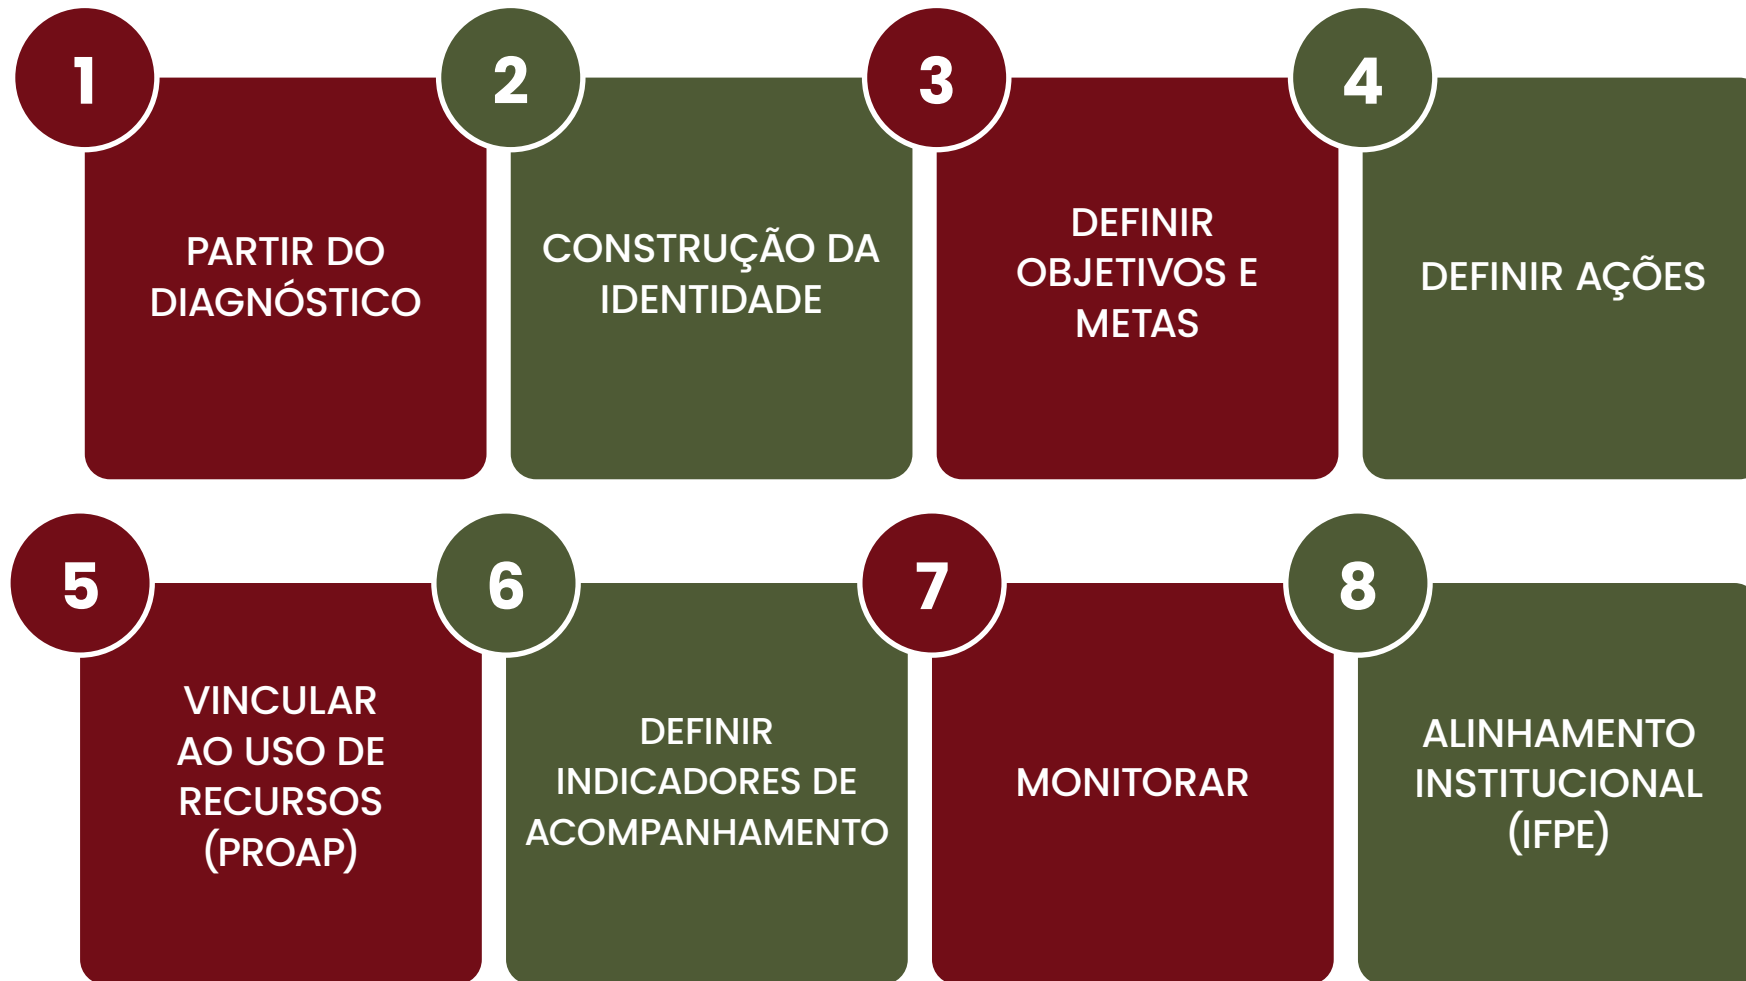 1
PARTIR DO
DIAGNÓSTICO
2
CONSTRUÇÃO DA
IDENTIDADE
3
DEFINIR
OBJETIVOS E
METAS
4
DEFINIR AÇÕES
5
VINCULAR
AO USO DE
RECURSOS
(PROAP)
6
DEFINIR
INDICADORES DE
ACOMPANHAMENTO
7
MONITORAR
8
ALINHAMENTO
INSTITUCIONAL
(IFPE)